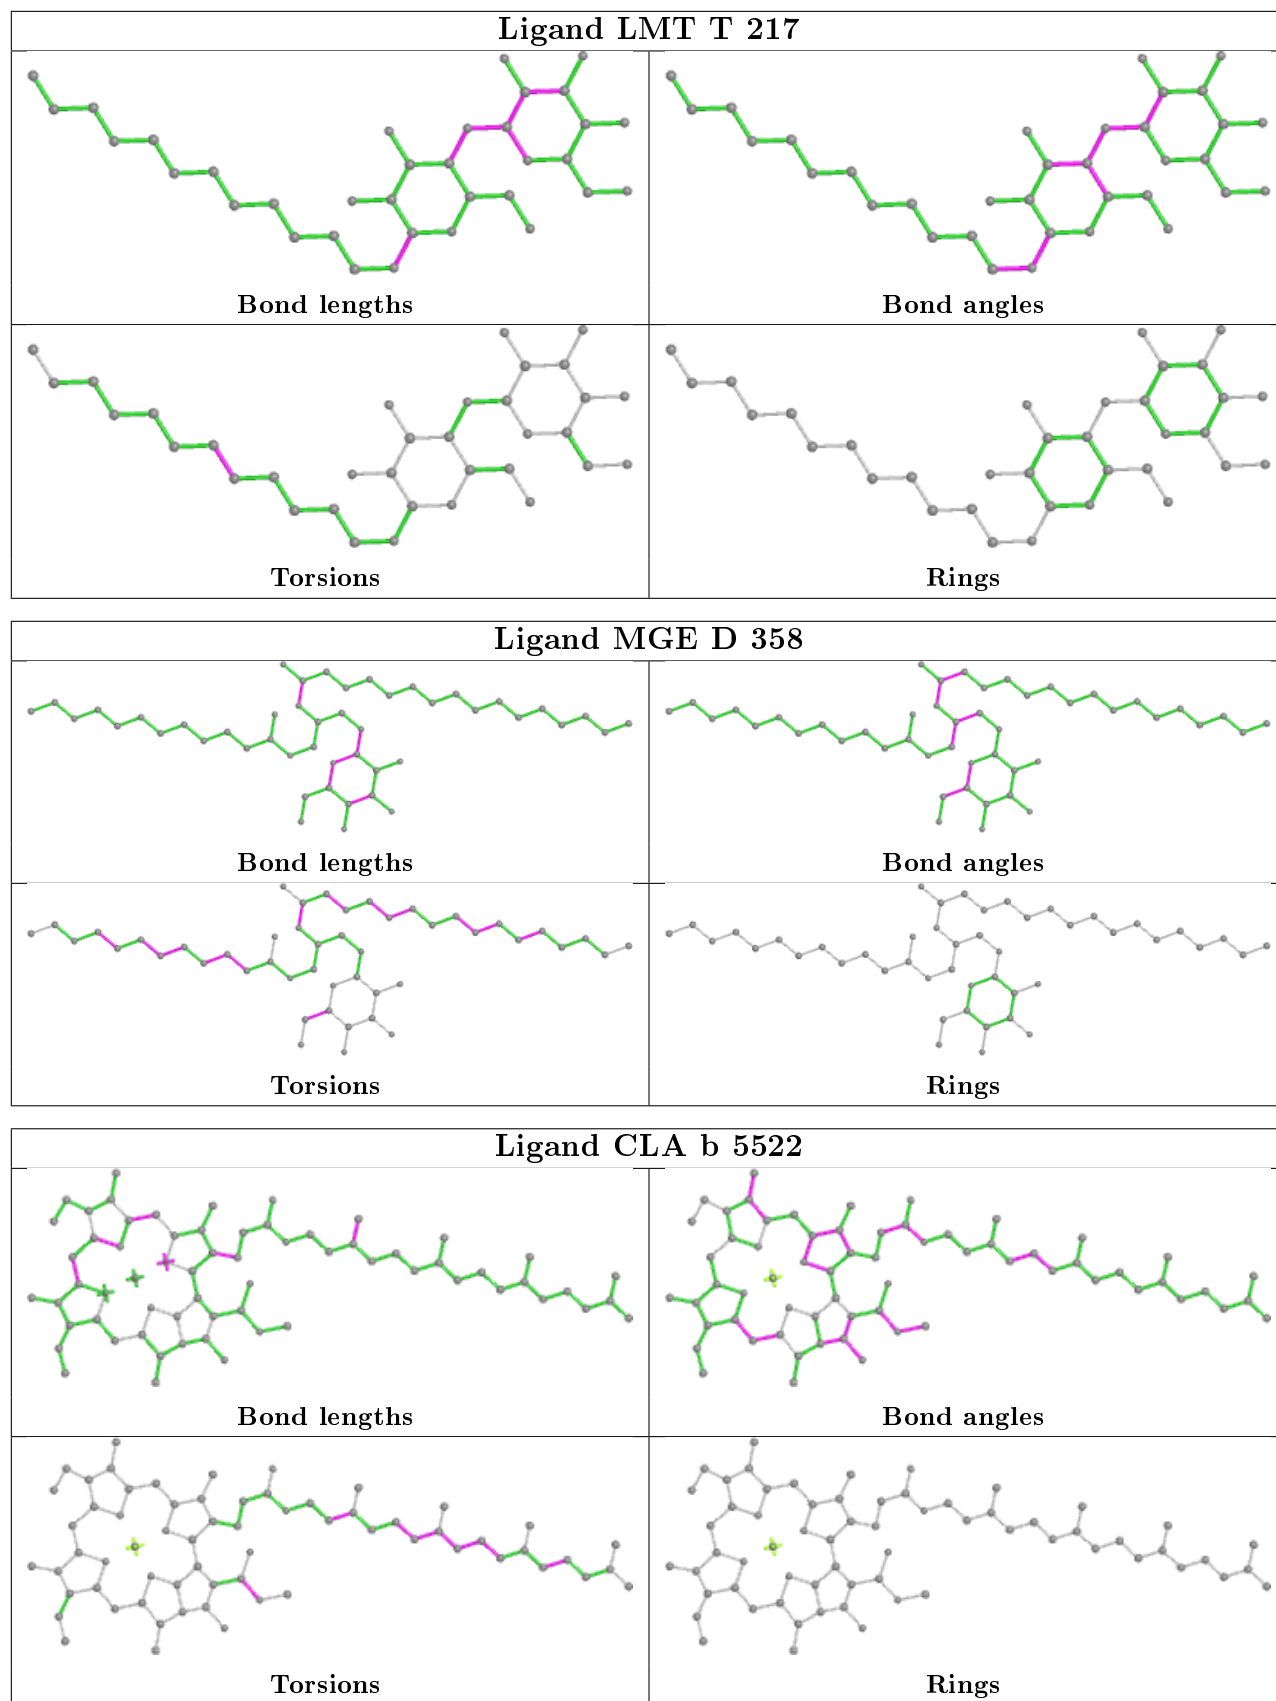 Ligand LMT T 217
Bond lengths
Bond angles
Torsions
Rings
Ligand MGE D 358
Bond lengths
Bond angles
Torsions
Rings
Ligand CLA b 5522
Bond lengths
Bond angles
Torsions
Rings